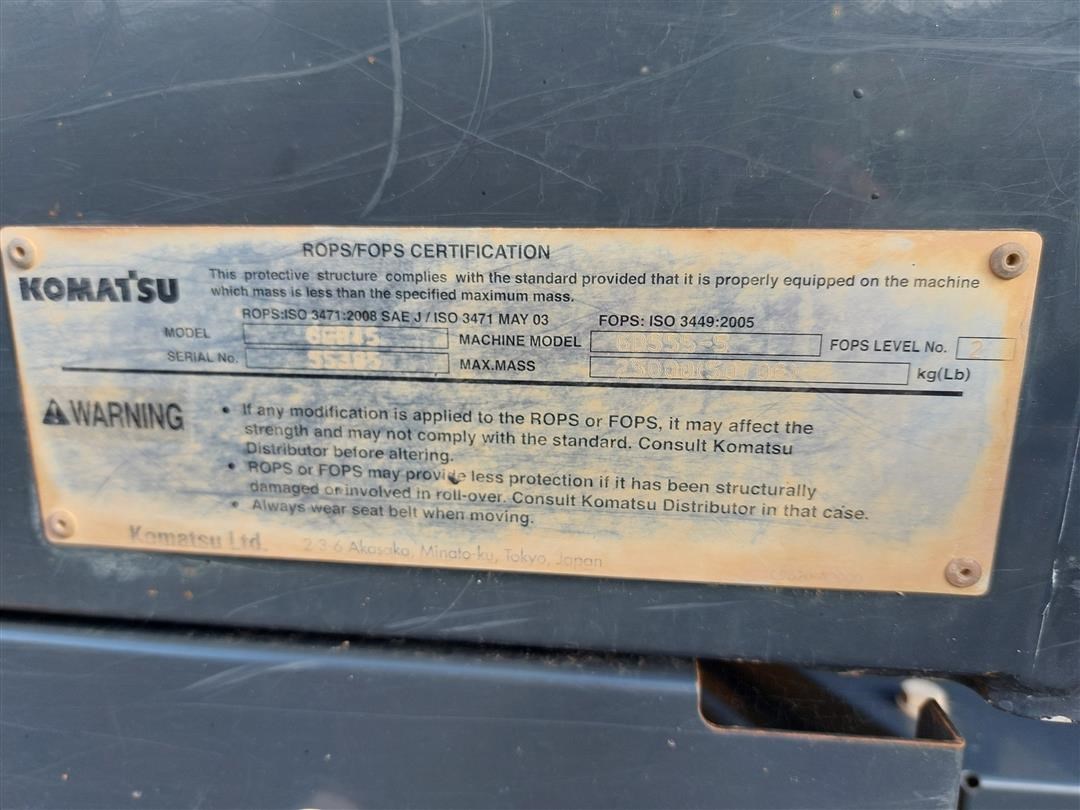 ROPS/FOPS CERTIFICATION
KOMATSU
This protective structure complies with the standard provided that it is properly equipped on the machine
which mass is less than the specified maximum mass.
ROPS:ISO 3471:2008 SAE J / ISO 3471 MAY 03 FOPS: ISO 3449:2005
MODEL MACHINE MODEL GD555-5 FOPS LEVEL No. 2
SERIAL No. MAX.MASS kg(Lb)
WARNING
• If any modification is applied to the ROPS or FOPS, it may affect the
strength and may not comply with the standard. Consult Komatsu
Distributor before altering.
• ROPS or FOPS may provide less protection if it has been structurally
damaged or involved in roll-over. Consult Komatsu Distributor in that case.
• Always wear seat belt when moving.
Komatsu Ltd. 2-3-6 Akasaka, Minato-ku, Tokyo, Japan